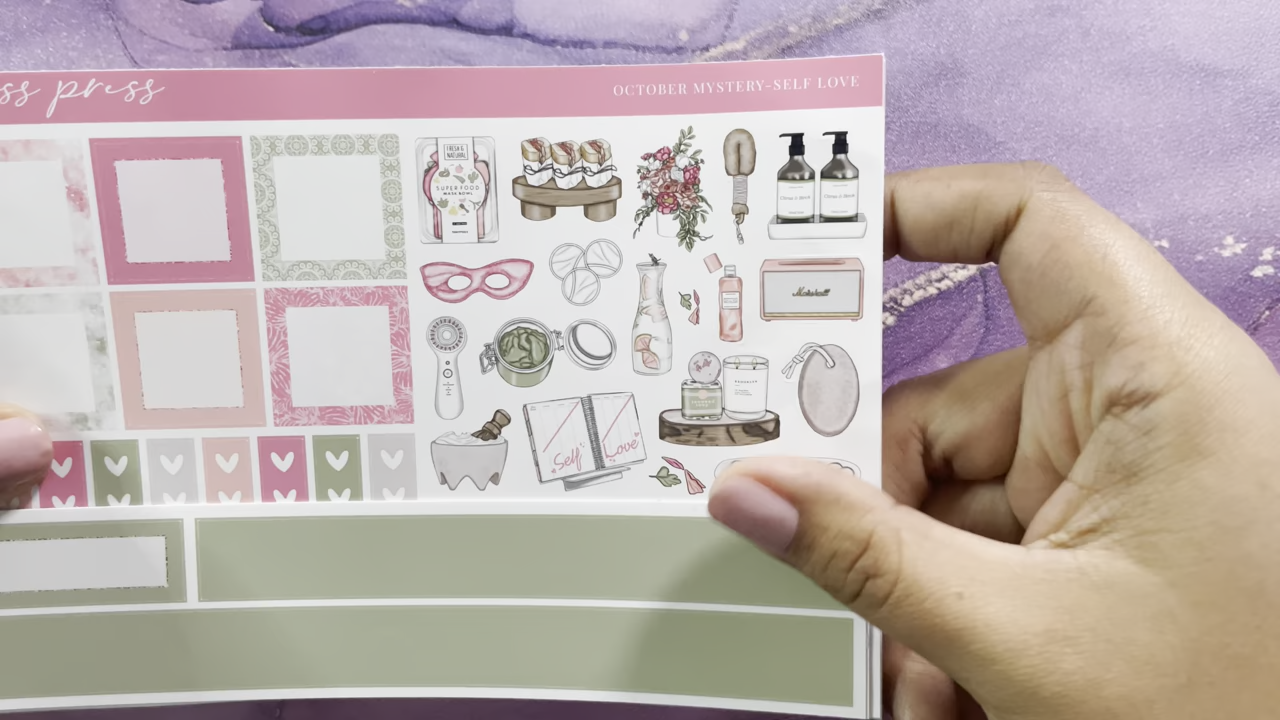 ss press
OCTOBER MYSTERY-SELF LOVE
FRESH &
NATURAL
SUPER FOOD
MASK BOWL
Marshall
Self
Love